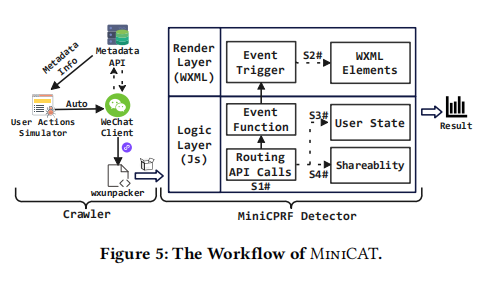 Metadata
API
Metadata
Info
User Actions
Simulator
Auto
WeChat
Client
wxunpacker
Crawler
Render
Layer
(WXML)
Event
Trigger
S2#
WXML
Elements
Logic
Layer
(Js)
Event
Function
S3#
User State
Routing
API Calls
S4#
Shareablity
S1#
MiniCPRF Detector
Result
Figure 5: The Workflow of MINICAT.